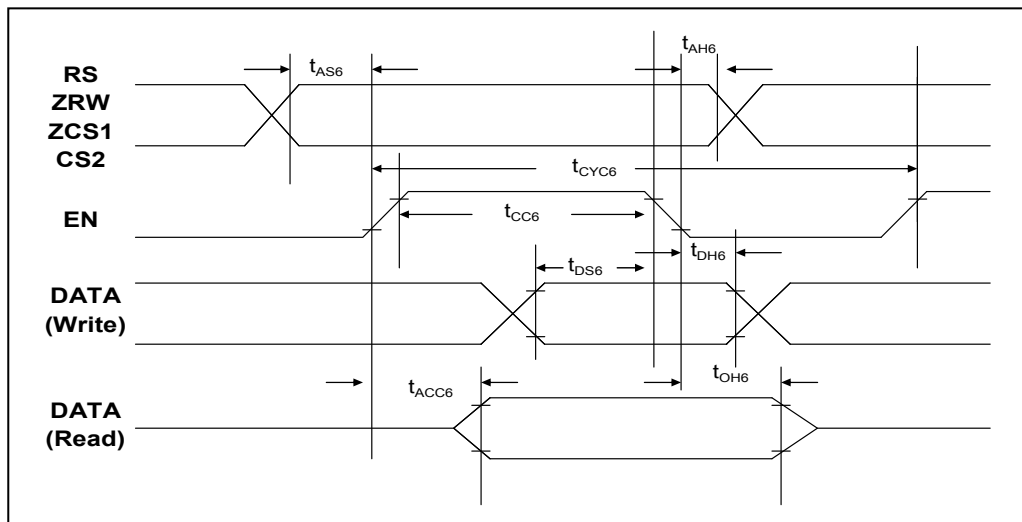 tAH6
tAS6
RS
ZRW
ZCS1
CS2
tCYC6
EN
tCC6
tDH6
tDS6
DATA
(Write)
tACC6
tOH6
DATA
(Read)